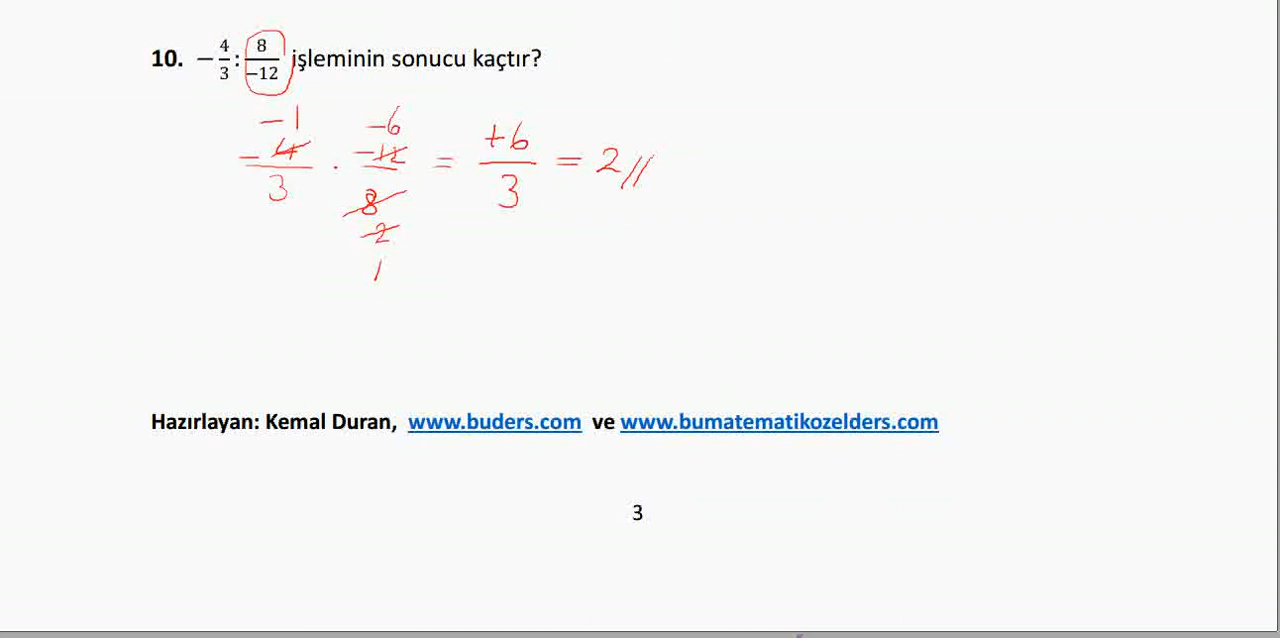 10. −4/3 : 8/−12 işleminin sonucu kaçtır?
−1 −6
−4/3 · −12/8 = +6/3 = 2//
2
1
Hazırlayan: Kemal Duran, www.buders.com ve www.bumatematikozelders.com
3